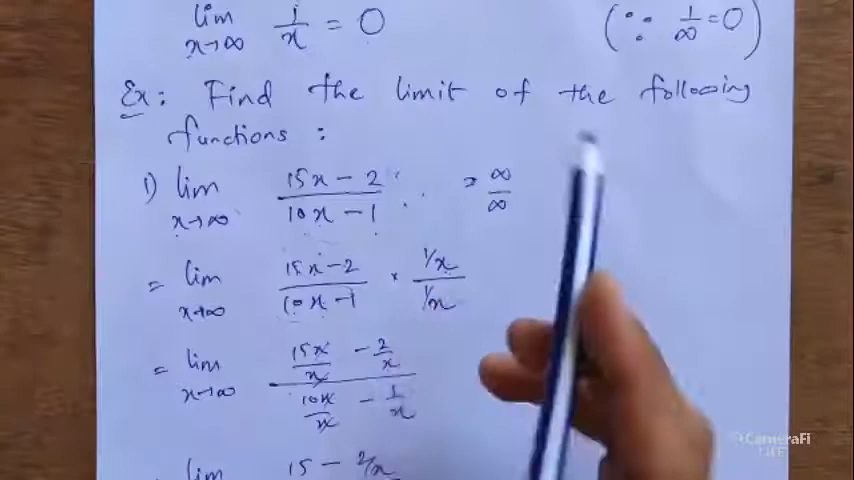 lim x→∞ 1/x = 0 (∵ 1/∞ = 0)
Ex: Find the limit of the following
functions :
1) lim x→∞ (15x - 2)/(10x - 1) = ∞/∞
= lim x→∞ (15x - 2)/(10x - 1) × (1/x)/(1/x)
= lim x→∞ (15x/x - 2/x)/(10x/x - 1/x)
lim 15 - 2/x
CameraFi
LIVE